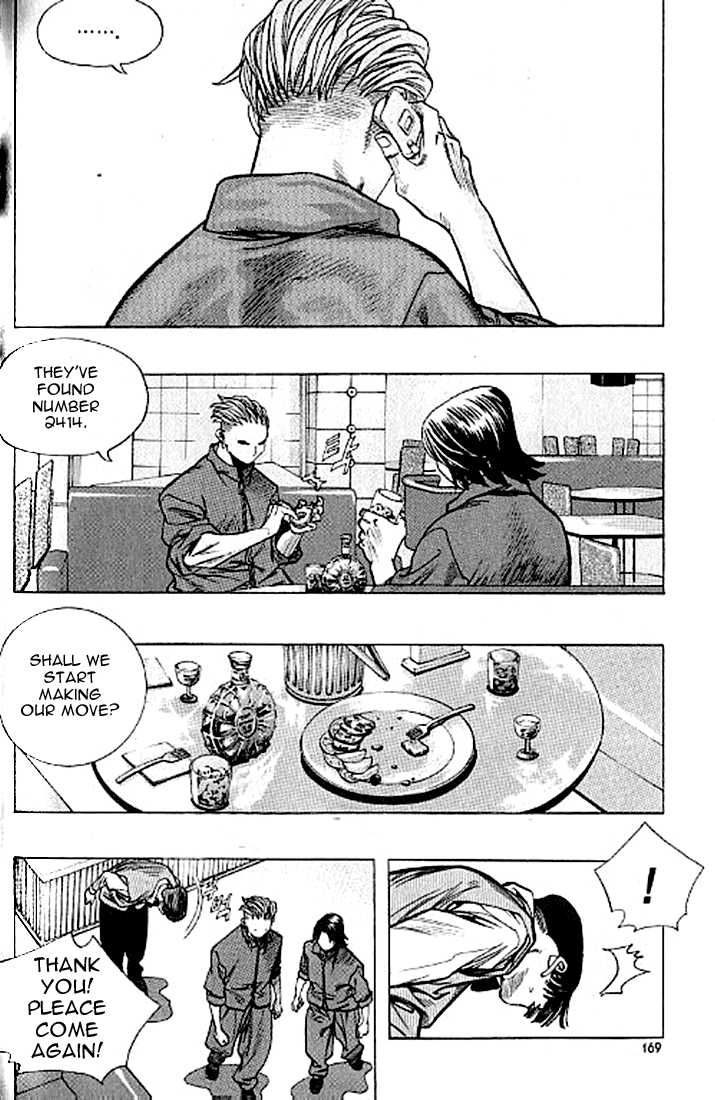 .......
THEY'VE
FOUND
NUMBER
2414.
SHALL WE
START
MAKING
OUR MOVE?
THANK
YOU!
PLEACE
COME
AGAIN!
!
169